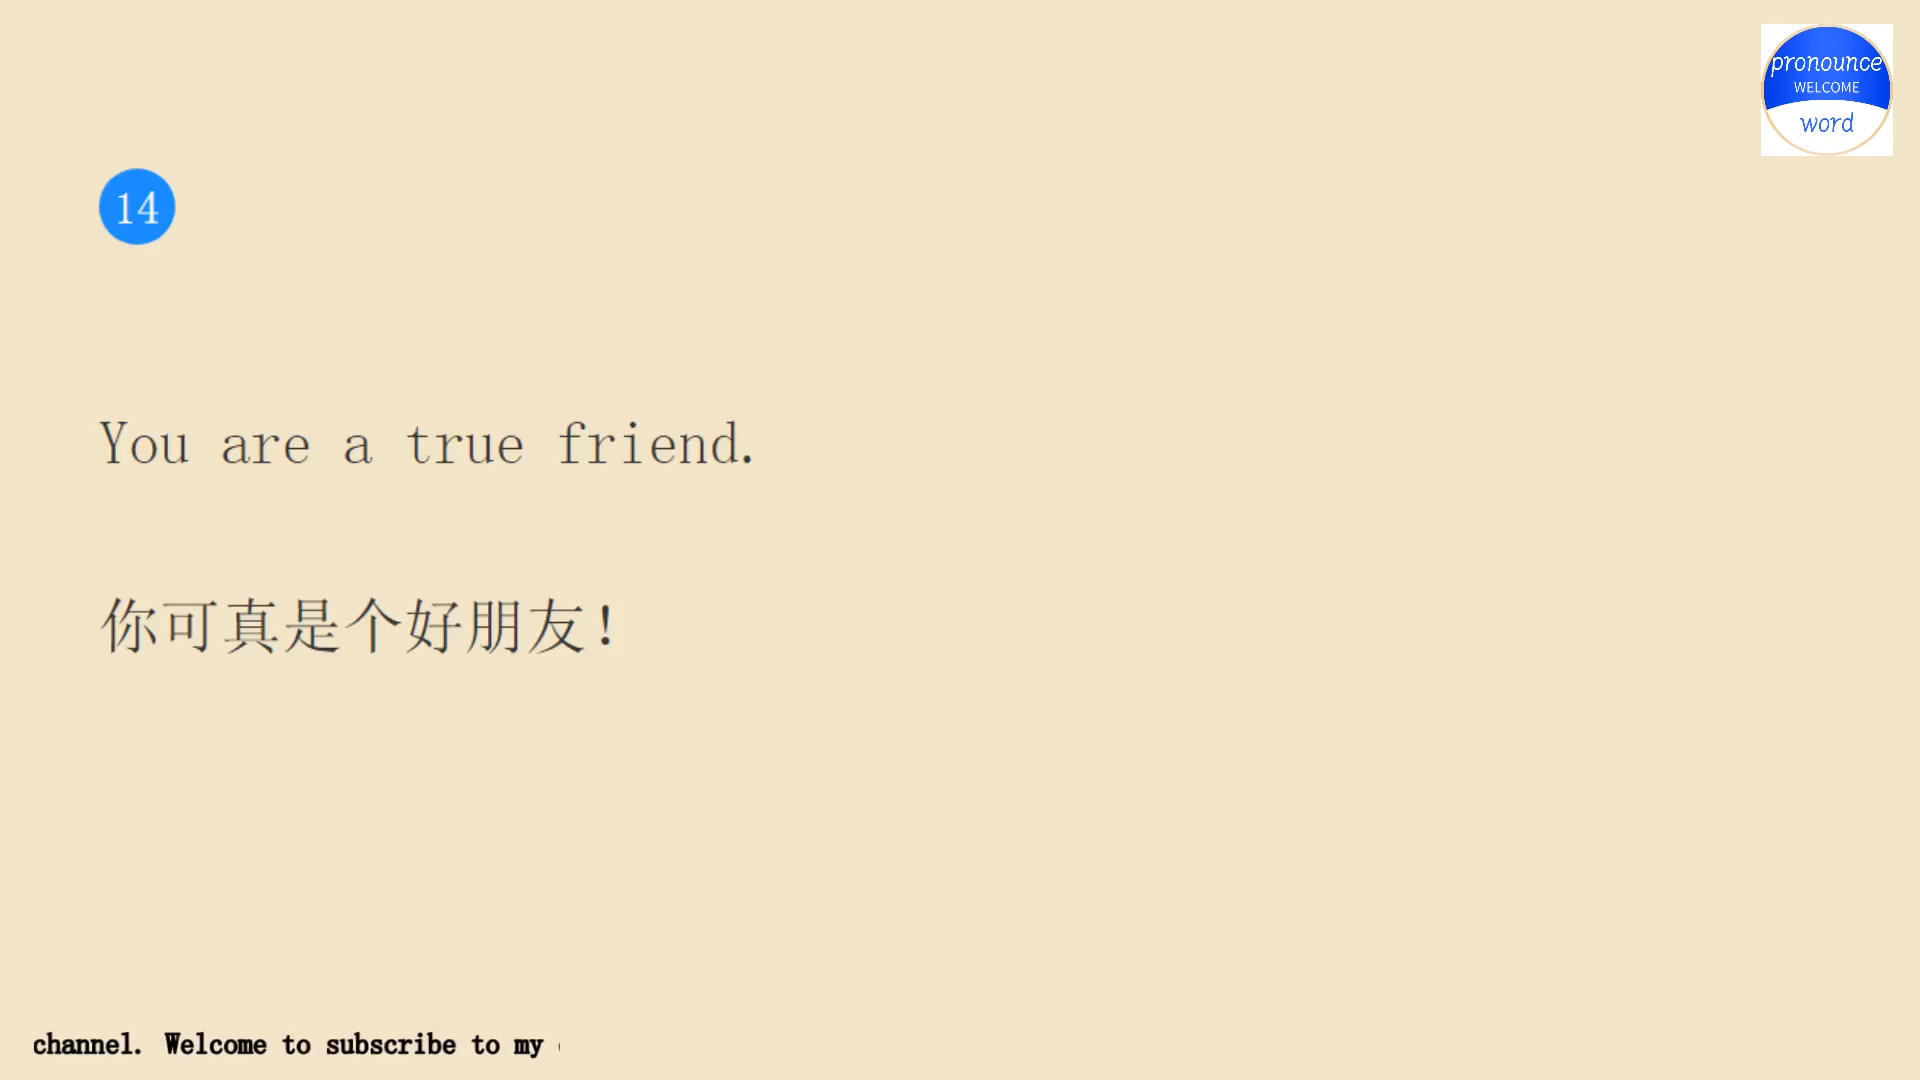 pronounce
WELCOME
word
14
You are a true friend.
你可真是个好朋友!
channel. Welcome to subscribe to my